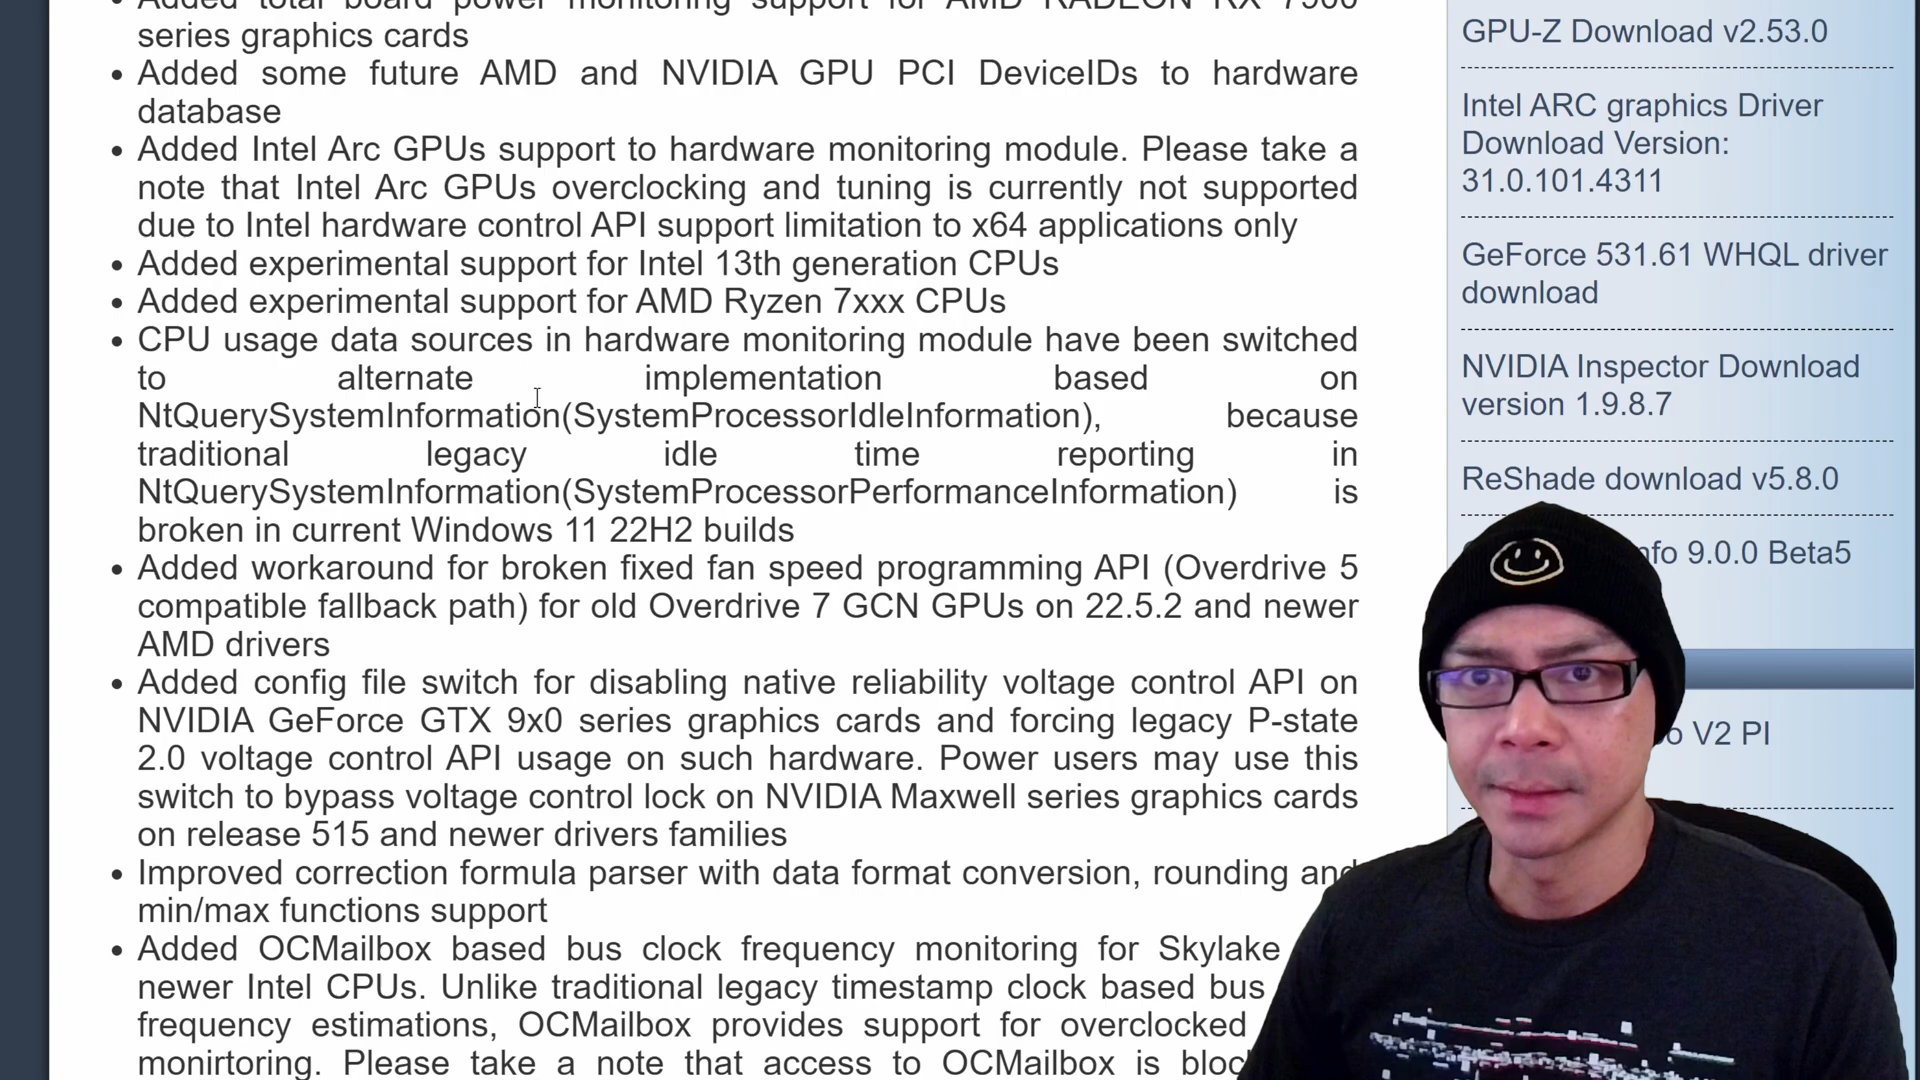 Added total board power monitoring support for AMD RADEON RX 7900
series graphics cards
Added some future AMD and NVIDIA GPU PCI DeviceIDs to hardware
database
Added Intel Arc GPUs support to hardware monitoring module. Please take a
note that Intel Arc GPUs overclocking and tuning is currently not supported
due to Intel hardware control API support limitation to x64 applications only
Added experimental support for Intel 13th generation CPUs
Added experimental support for AMD Ryzen 7xxx CPUs
CPU usage data sources in hardware monitoring module have been switched
to alternate implementation based on
NtQuerySystemInformation(SystemProcessorIdleInformation), because
traditional legacy idle time reporting in
NtQuerySystemInformation(SystemProcessorPerformanceInformation) is
broken in current Windows 11 22H2 builds
Added workaround for broken fixed fan speed programming API (Overdrive 5
compatible fallback path) for old Overdrive 7 GCN GPUs on 22.5.2 and newer
AMD drivers
Added config file switch for disabling native reliability voltage control API on
NVIDIA GeForce GTX 9x0 series graphics cards and forcing legacy P-state
2.0 voltage control API usage on such hardware. Power users may use this
switch to bypass voltage control lock on NVIDIA Maxwell series graphics cards
on release 515 and newer drivers families
Improved correction formula parser with data format conversion, rounding and
min/max functions support
Added OCMailbox based bus clock frequency monitoring for Skylake
newer Intel CPUs. Unlike traditional legacy timestamp clock based bus
frequency estimations, OCMailbox provides support for overclocked
monirtoring. Please take a note that access to OCMailbox is bloc
GPU-Z Download v2.53.0
Intel ARC graphics Driver
Download Version:
31.0.101.4311
GeForce 531.61 WHQL driver
download
NVIDIA Inspector Download
version 1.9.8.7
ReShade download v5.8.0
nfo 9.0.0 Beta5
o V2 PI